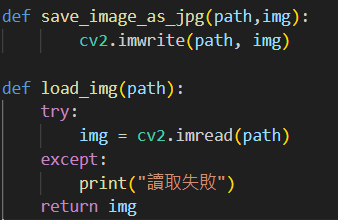 def save_image_as_jpg(path,img):
    cv2.imwrite(path, img)

def load_img(path):
    try:
        img = cv2.imread(path)
    except:
        print("讀取失敗")
    return img